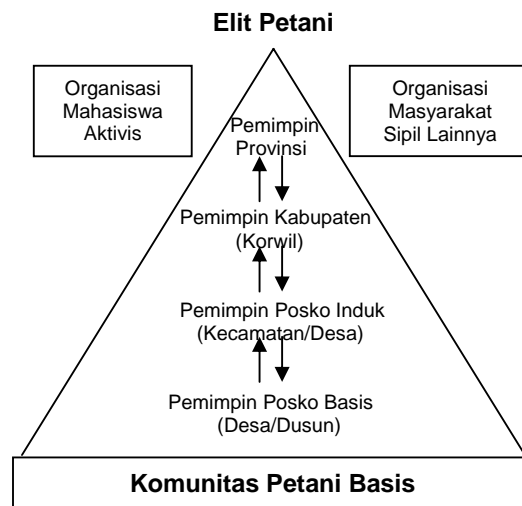 Elit Petani
Organisasi
Mahasiswa
Aktivis
Organisasi
Masyarakat
Sipil Lainnya
Pemimpin
Provinsi
Pemimpin Kabupaten
(Korwil)
Pemimpin Posko Induk
(Kecamatan/Desa)
Pemimpin Posko Basis
(Desa/Dusun)
Komunitas Petani Basis